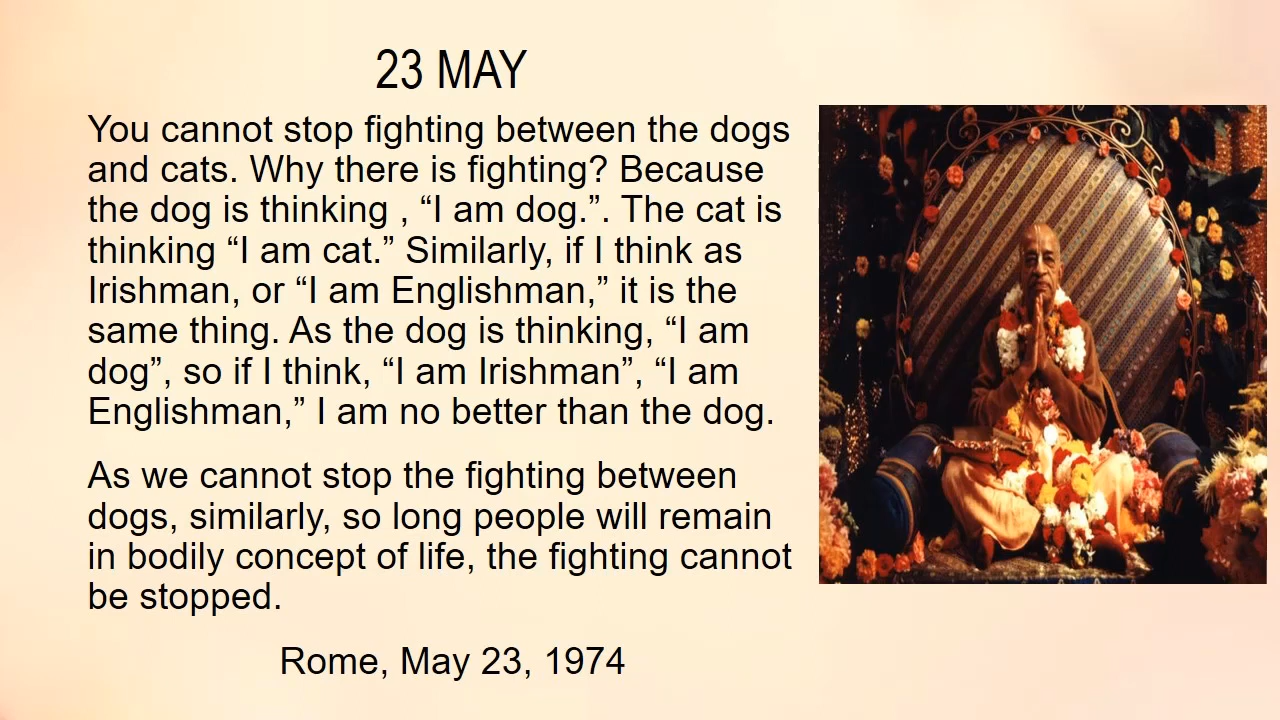 23 MAY
You cannot stop fighting between the dogs
and cats. Why there is fighting? Because
the dog is thinking , “I am dog.”. The cat is
thinking “I am cat.” Similarly, if I think as
Irishman, or “I am Englishman,” it is the
same thing. As the dog is thinking, “I am
dog”, so if I think, “I am Irishman”, “I am
Englishman,” I am no better than the dog.
As we cannot stop the fighting between
dogs, similarly, so long people will remain
in bodily concept of life, the fighting cannot
be stopped.
Rome, May 23, 1974